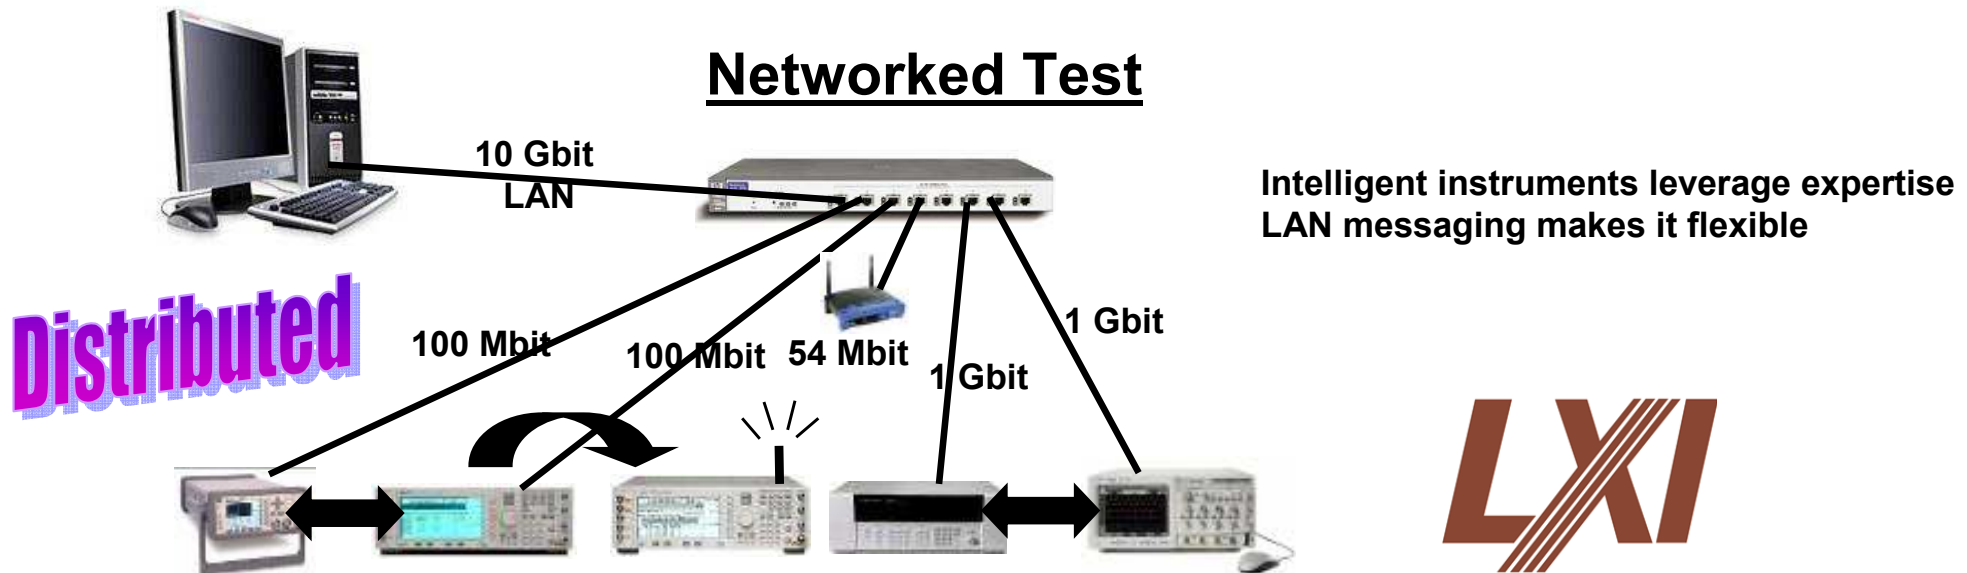 Networked Test
10 Gbit
LAN
Intelligent instruments leverage expertise
LAN messaging makes it flexible
Distributed
100 Mbit
100 Mbit
54 Mbit
1 Gbit
1 Gbit
LXI